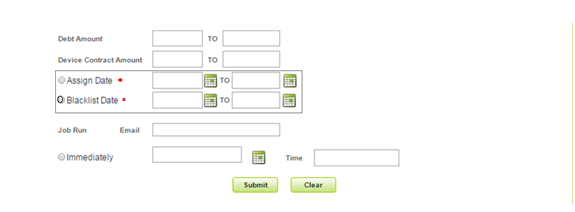 Debt Amount TO
Device Contract Amount TO
Assign Date * TO
Blacklist Date * TO
Job Run Email
Immediately Time
Submit Clear